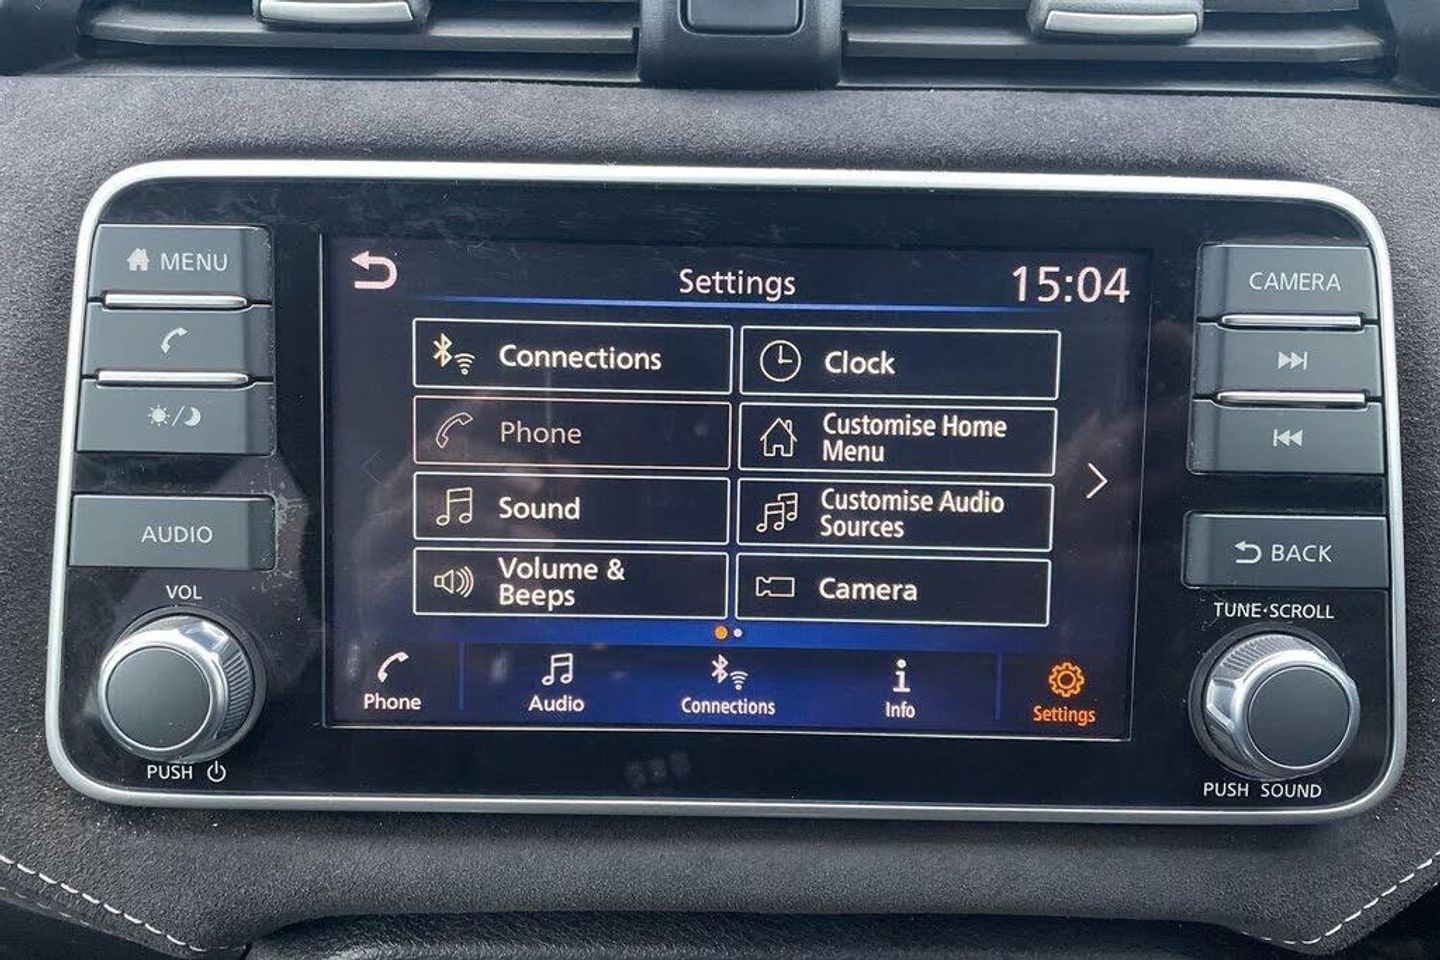 MENU
CAMERA
AUDIO
VOL
PUSH
Settings
15:04
Connections
Clock
Phone
Customise Home
Menu
Sound
Customise Audio
Sources
Volume &
Beeps
Camera
Phone
Audio
Connections
Info
Settings
BACK
TUNE·SCROLL
PUSH SOUND